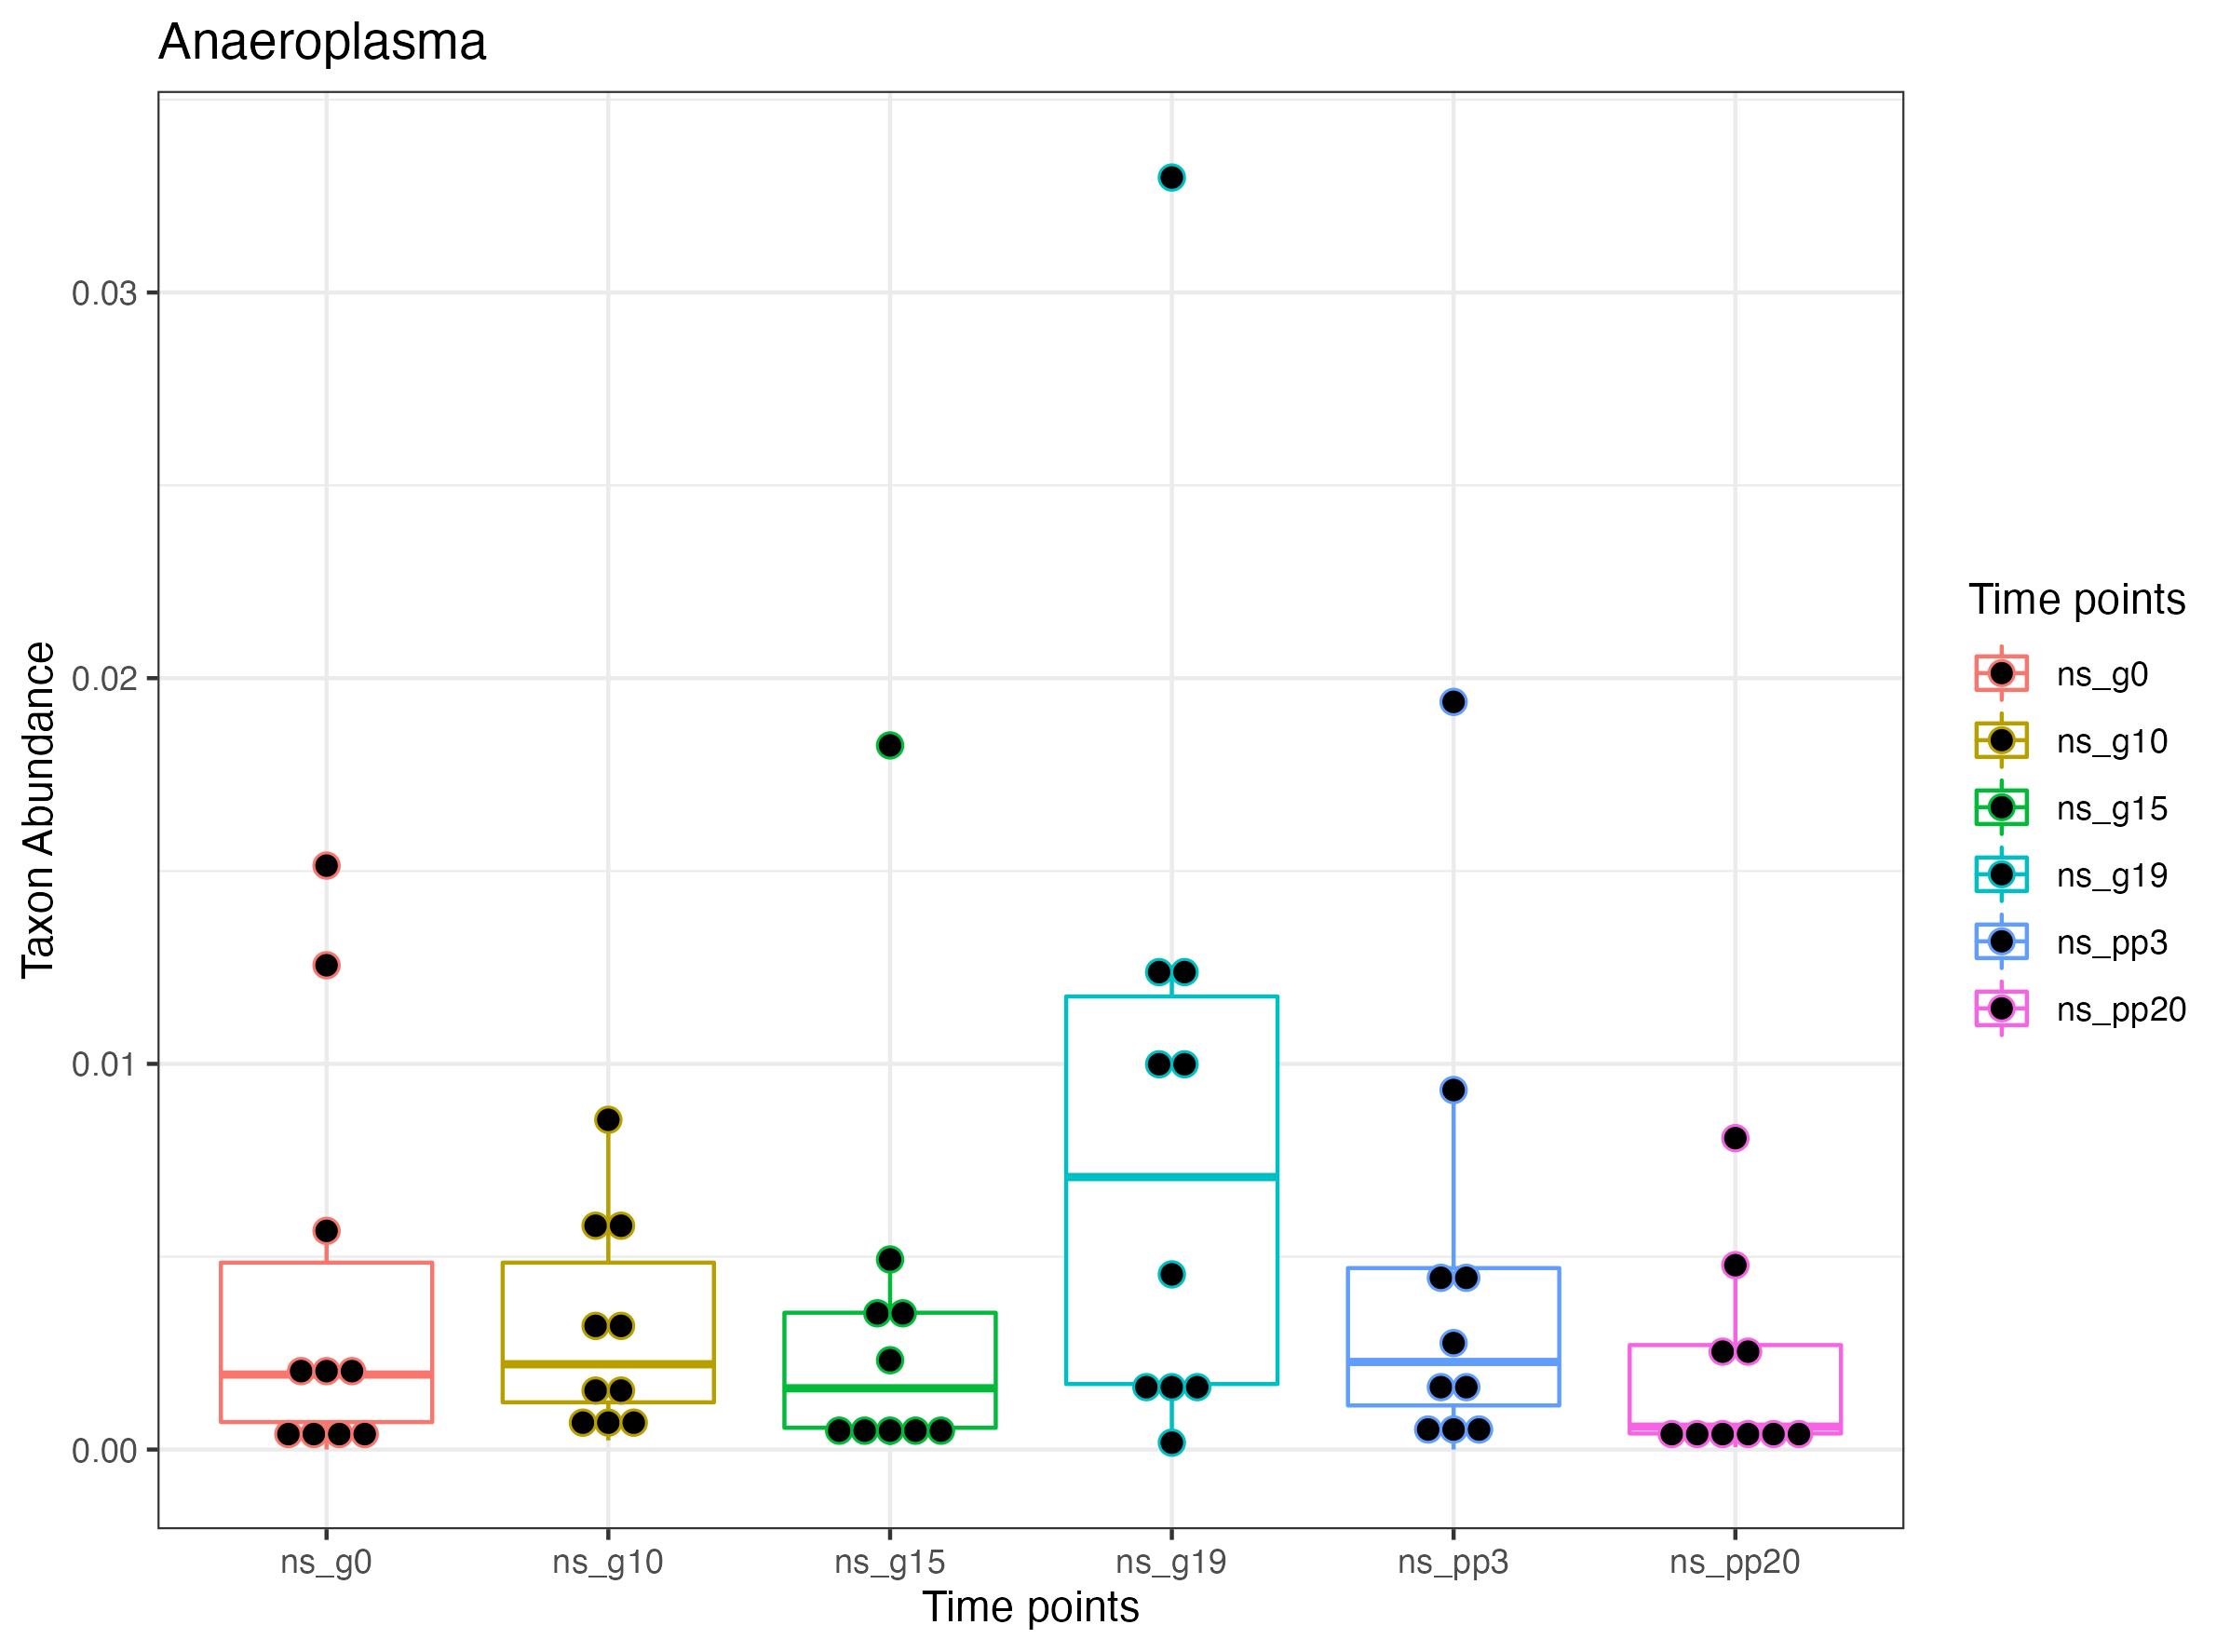 Anaeroplasma
Taxon Abundance
0.03
0.02
0.01
0.00
ns_g0
ns_g10
ns_g15
ns_g19
ns_pp3
ns_pp20
Time points
Time points
ns_g0
ns_g10
ns_g15
ns_g19
ns_pp3
ns_pp20